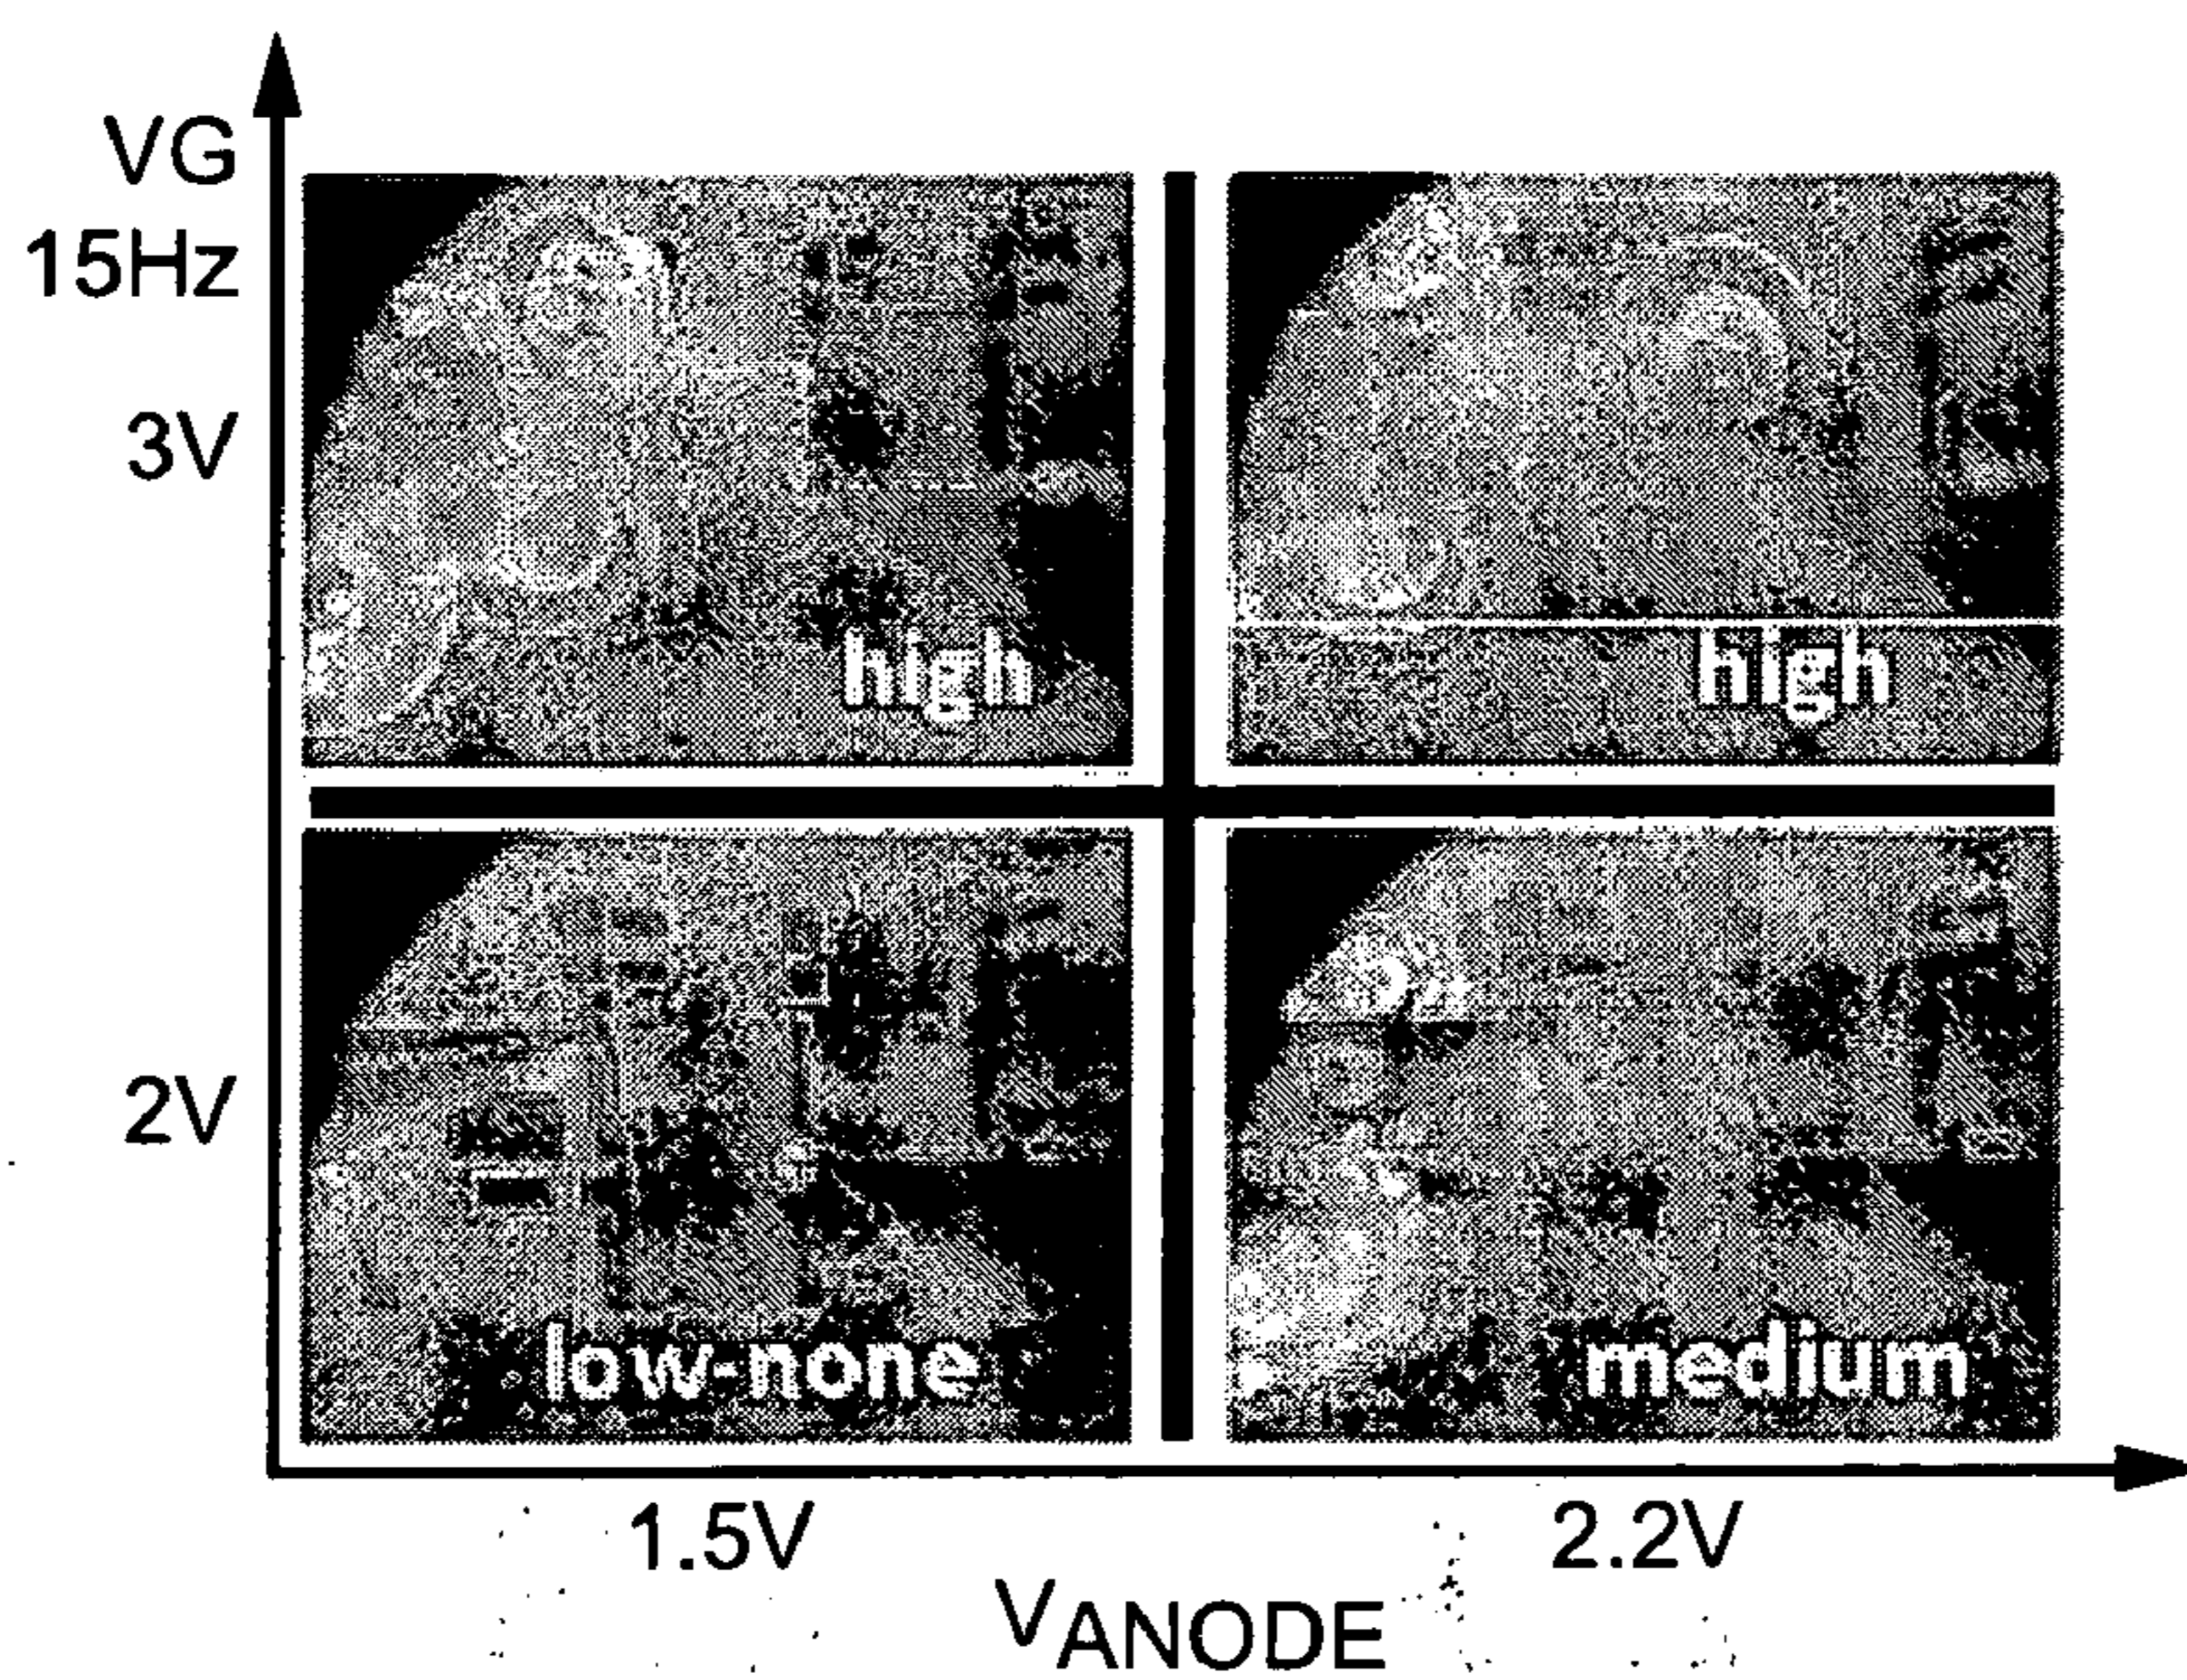 VG
15Hz
3V
high
high
2V
low-none
medium
1.5V
2.2V
VANODE